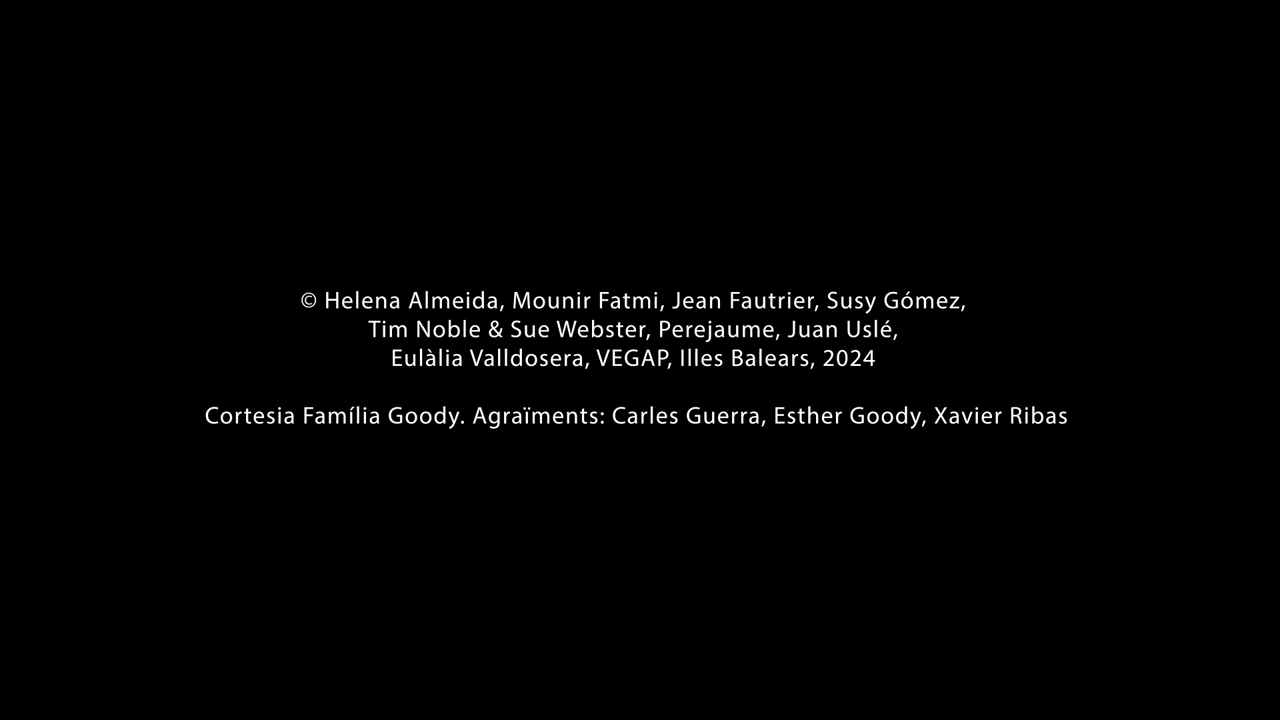 © Helena Almeida, Mounir Fatmi, Jean Fautrier, Susy Gómez,
Tim Noble & Sue Webster, Perejaume, Juan Uslé,
Eulàlia Valldosera, VEGAP, Illes Balears, 2024
Cortesia Família Goody. Agraïments: Carles Guerra, Esther Goody, Xavier Ribas